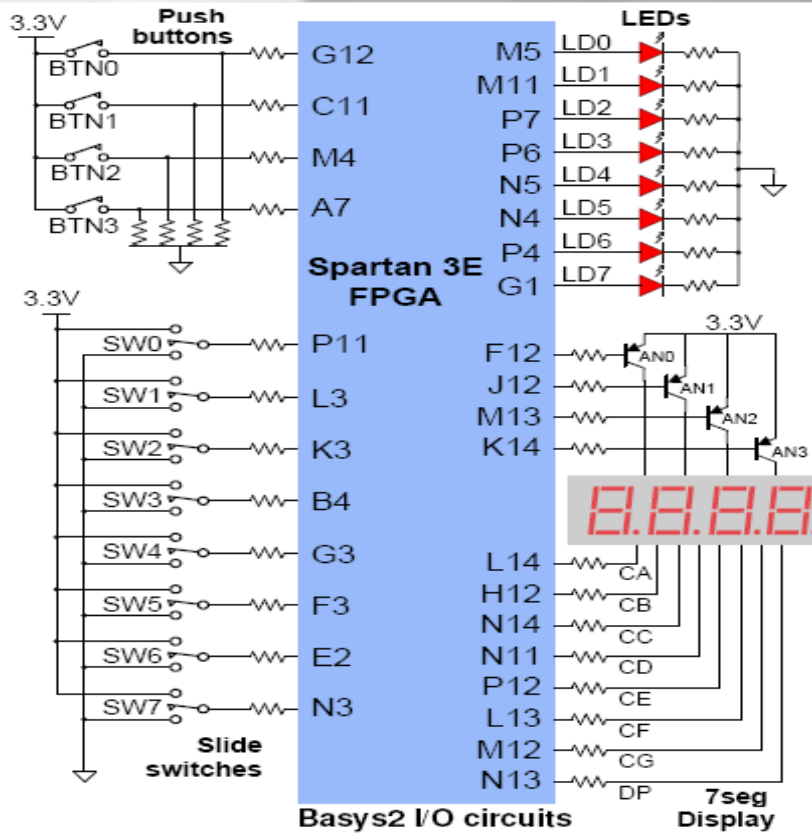 3.3V
Push
buttons
BTN0
BTN1
BTN2
BTN3
G12
C11
M4
A7
Spartan 3E
FPGA
LEDs
M5 LD0
M11 LD1
P7 LD2
P6 LD3
N5 LD4
N4 LD5
P4 LD6
G1 LD7
3.3V
SW0
SW1
SW2
SW3
SW4
SW5
SW6
SW7
P11
L3
K3
B4
G3
F3
E2
N3
Slide
switches
3.3V
F12 AN0
J12 AN1
M13 AN2
K14 AN3
8.8.8.8.
L14 CA
H12 CB
N14 CC
N11 CD
P12 CE
L13 CF
M12 CG
N13 DP
7seg
Display
Basys2 I/O circuits